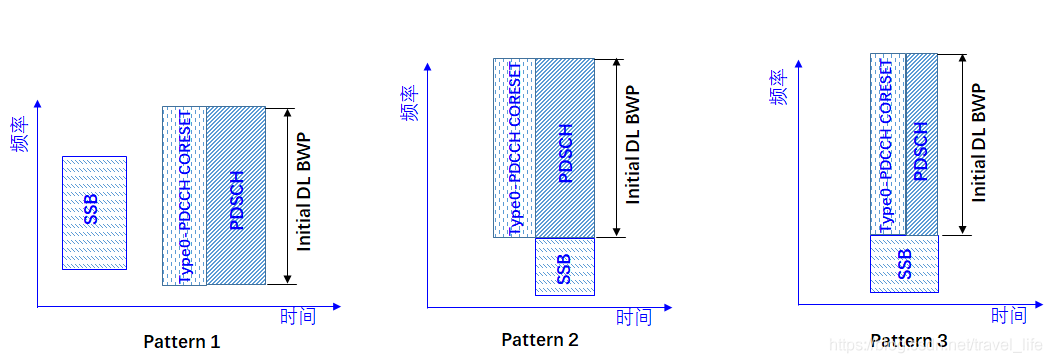 频率
SSB
Type0-PDCCH CORESET
PDSCH
Initial DL BWP
时间
Pattern 1
频率
Type0-PDCCH CORESET
PDSCH
Initial DL BWP
SSB
时间
Pattern 2
频率
Type0-PDCCH CORESET
PDSCH
Initial DL BWP
SSB
时间
Pattern 3